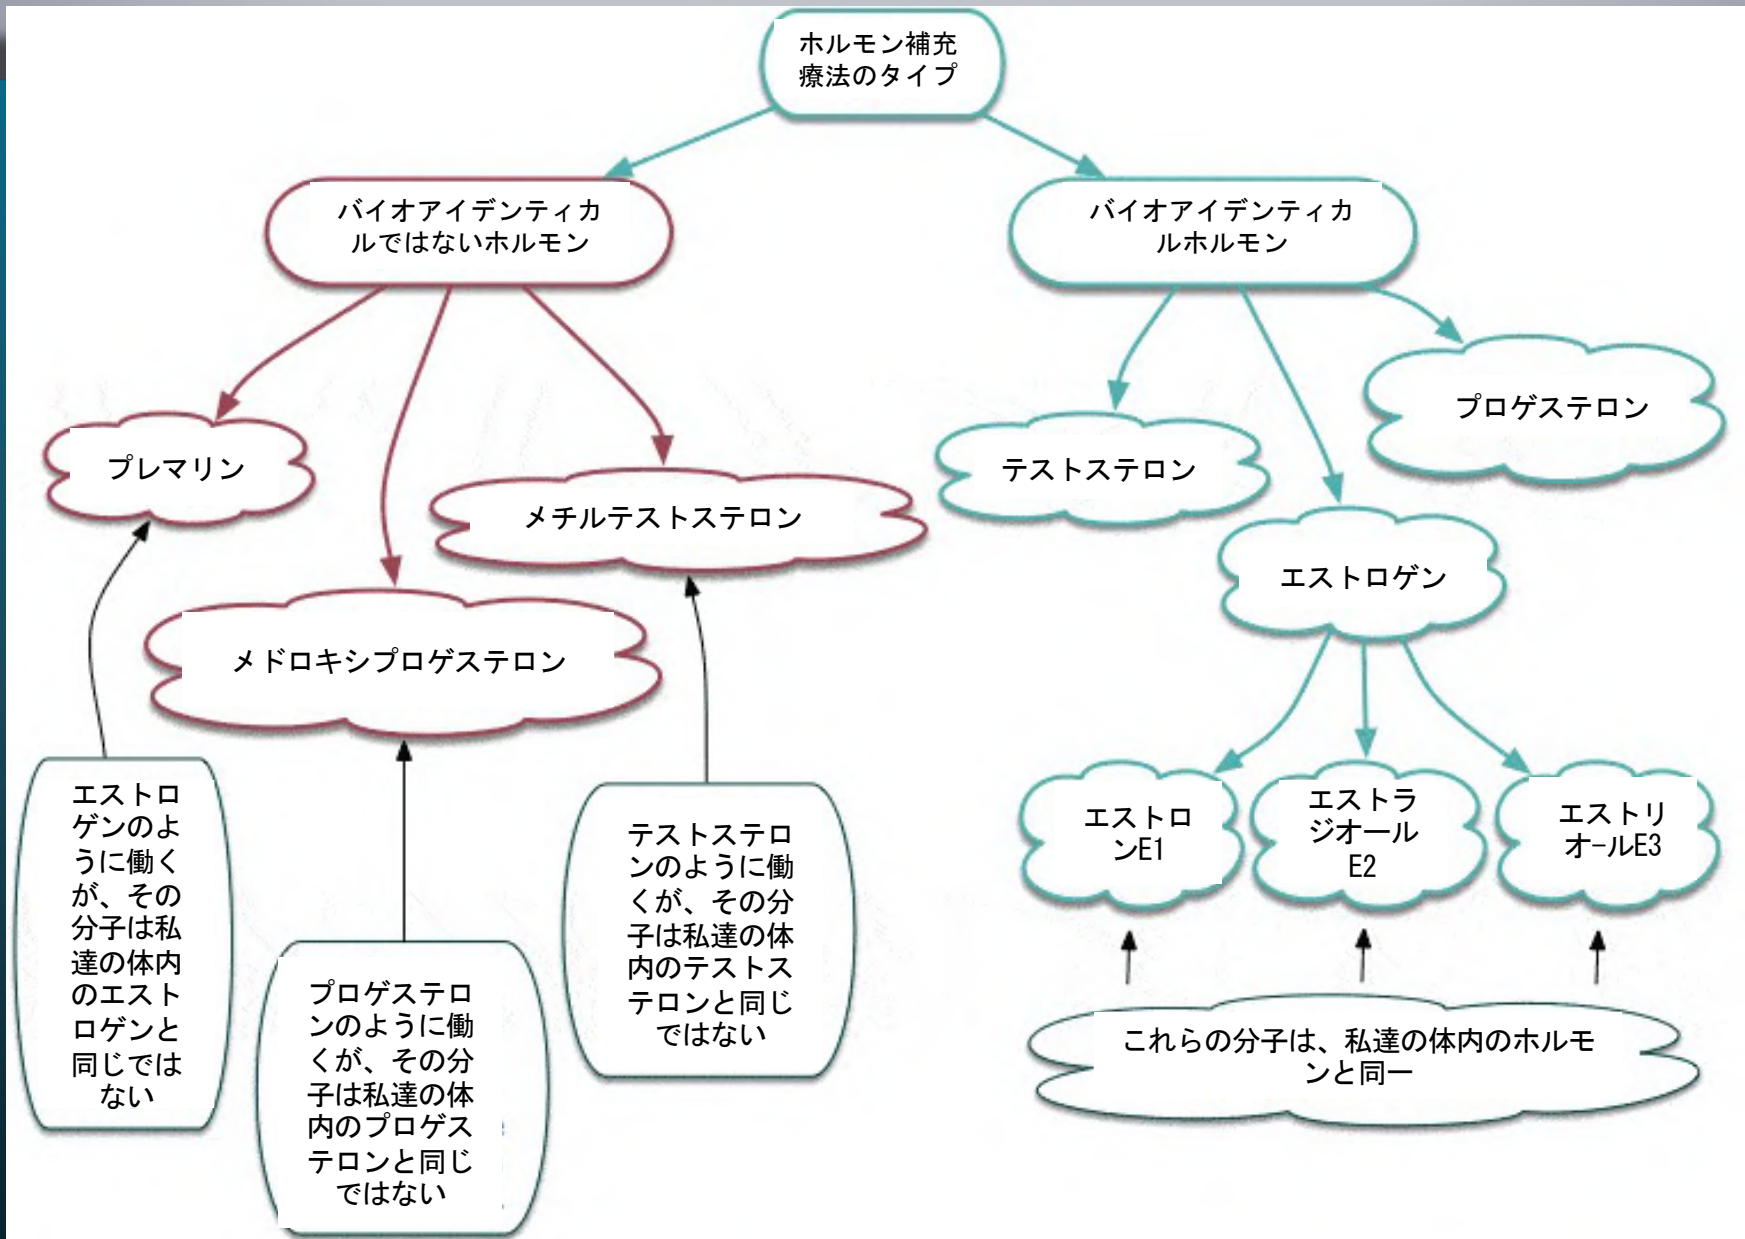 ホルモン補充
療法のタイプ
バイオアイデンティカ
ルではないホルモン
バイオアイデンティカ
ルホルモン
プレマリン
メチルテストステロン
メドロキシプロゲステロン
テストステロン
プロゲステロン
エストロゲン
エストロ
ンE1
エストラ
ジオール
E2
エストリ
オ−ルE3
エストロ
ゲンのよ
うに働く
が、その
分子は私
達の体内
のエスト
ロゲンと
同じでは
ない
プロゲステロ
ンのように働
くが、その分
子は私達の体
内のプロゲス
テロンと同じ
ではない
テストステロ
ンのように働
くが、その分
子は私達の体
内のテストス
テロンと同じ
ではない
これらの分子は、私達の体内のホルモ
ンと同一